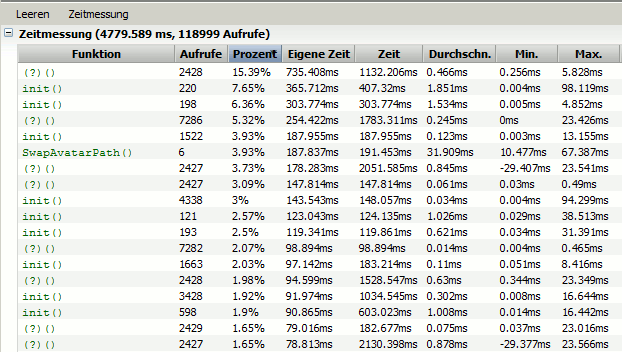 Leeren Zeitmessung
Zeitmessung (4779.589 ms, 118999 Aufrufe)
Funktion Aufrufe Prozent Eigene Zeit Zeit Durchschn. Min. Max.
(?)() 2428 15.39% 735.408ms 1132.206ms 0.466ms 0.256ms 5.828ms
init() 220 7.65% 365.712ms 407.32ms 1.851ms 0.004ms 98.119ms
init() 198 6.36% 303.774ms 303.774ms 1.534ms 0.005ms 4.852ms
(?)() 7286 5.32% 254.422ms 1783.311ms 0.245ms 0ms 23.426ms
init() 1522 3.93% 187.955ms 187.955ms 0.123ms 0.003ms 13.155ms
SwapAvatarPath() 6 3.93% 187.837ms 191.453ms 31.909ms 10.477ms 67.387ms
(?)() 2427 3.73% 178.283ms 2051.585ms 0.845ms -29.407ms 23.541ms
(?)() 2427 3.09% 147.814ms 147.814ms 0.061ms 0.03ms 0.49ms
init() 4338 3% 143.543ms 148.057ms 0.034ms 0.004ms 94.299ms
init() 121 2.57% 123.043ms 124.135ms 1.026ms 0.029ms 38.513ms
init() 193 2.5% 119.341ms 119.861ms 0.621ms 0.034ms 31.391ms
(?)() 7282 2.07% 98.894ms 98.894ms 0.014ms 0.004ms 0.465ms
init() 1663 2.03% 97.142ms 183.214ms 0.11ms 0.051ms 8.416ms
(?)() 2428 1.98% 94.599ms 1528.547ms 0.63ms 0.344ms 23.349ms
init() 3428 1.92% 91.974ms 1034.545ms 0.302ms 0.008ms 16.644ms
init() 598 1.9% 90.865ms 603.023ms 1.008ms 0.014ms 16.442ms
(?)() 2429 1.65% 79.016ms 182.677ms 0.075ms 0.037ms 23.016ms
(?)() 2427 1.65% 78.813ms 2130.398ms 0.878ms -29.377ms 23.566ms